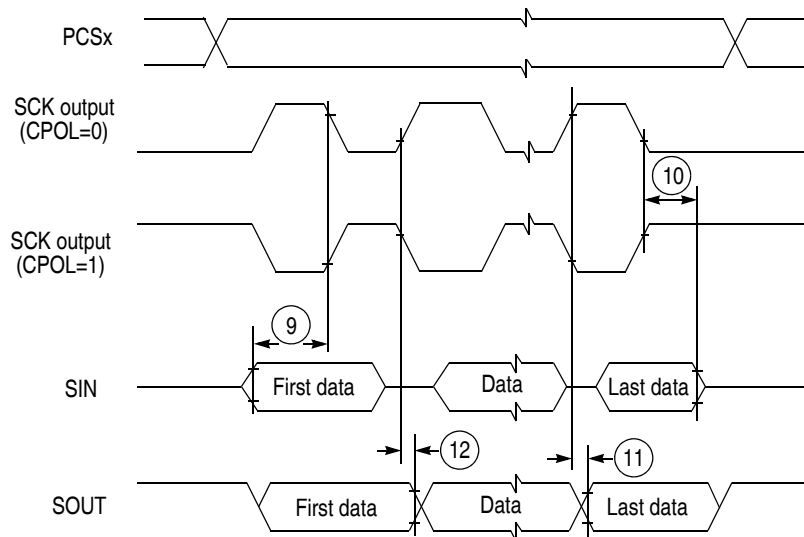 PCSx
SCK output
(CPOL=0)
10
SCK output
(CPOL=1)
9
SIN
First data
Data
Last data
12
11
SOUT
First data
Data
Last data